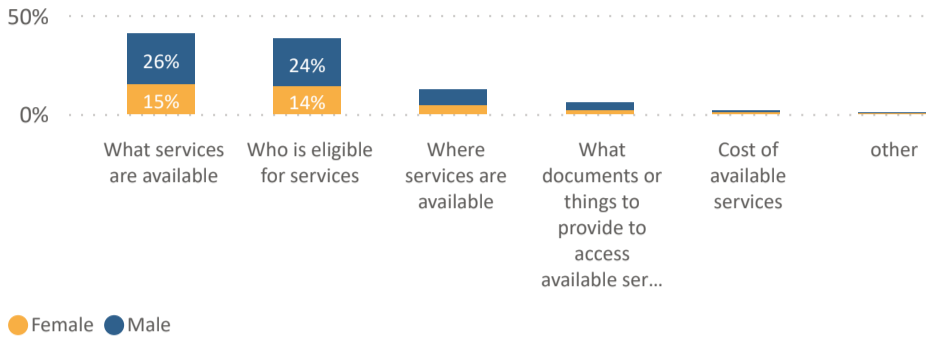 50%
26%
24%
15%
14%
0%
What services
are available
Who is eligible
for services
Where
services are
available
What
documents or
things to
provide to
access
available ser...
Cost of
available
services
other
Female Male